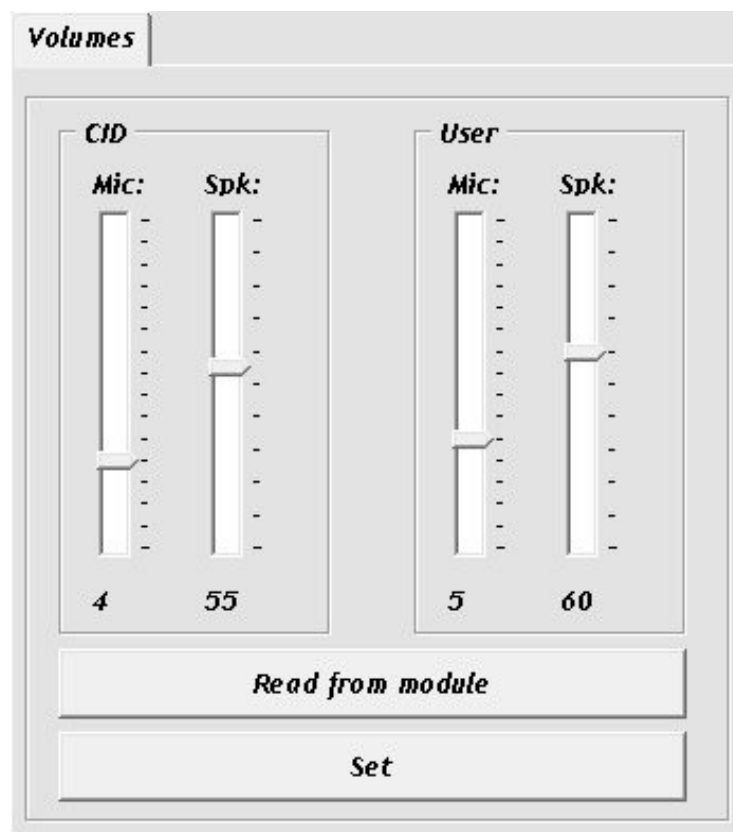 Volumes
CID
User
Mic: Spk:
Mic: Spk:
4 55
5 60
Read from module
Set